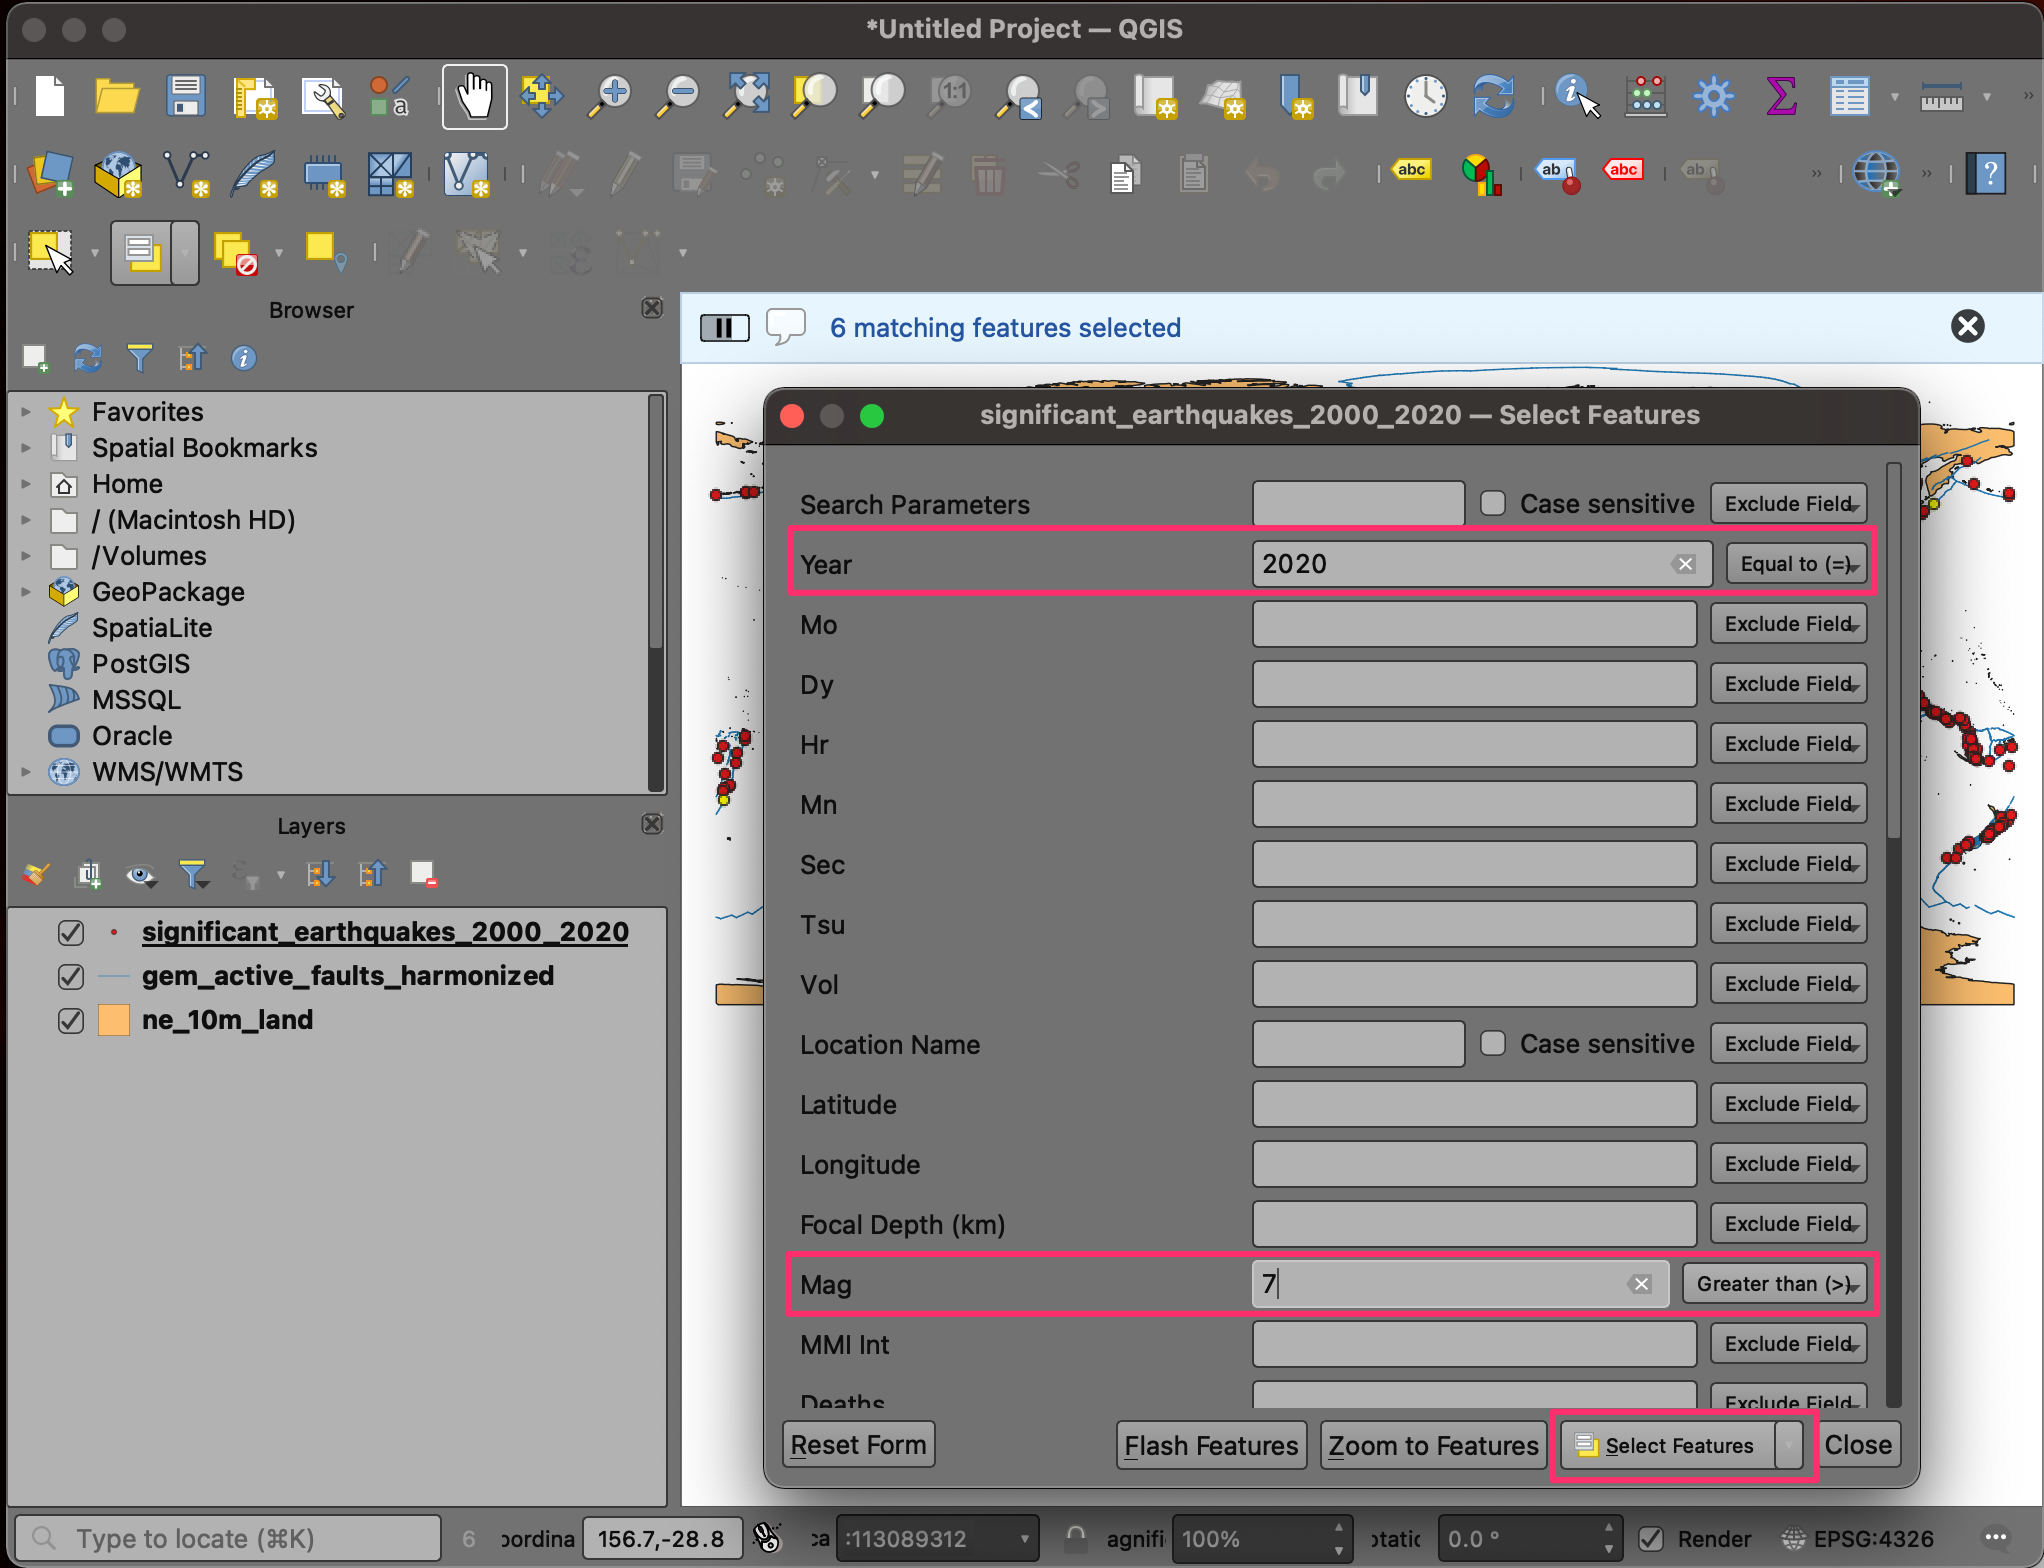 *Untitled Project — QGIS
1:1
abc
ab
abc
ab
?
Browser
6 matching features selected
Favorites
Spatial Bookmarks
Home
/ (Macintosh HD)
/Volumes
GeoPackage
SpatiaLite
PostGIS
MSSQL
Oracle
WMS/WMTS
Layers
significant_earthquakes_2000_2020
gem_active_faults_harmonized
ne_10m_land
significant_earthquakes_2000_2020 — Select Features
Search Parameters Case sensitive Exclude Field
Year 2020 Equal to (=)
Mo Exclude Field
Dy Exclude Field
Hr Exclude Field
Mn Exclude Field
Sec Exclude Field
Tsu Exclude Field
Vol Exclude Field
Location Name Case sensitive Exclude Field
Latitude Exclude Field
Longitude Exclude Field
Focal Depth (km) Exclude Field
Mag 7 Greater than (>)
MMI Int Exclude Field
Deaths Exclude Field
Reset Form Flash Features Zoom to Features Select Features Close
Type to locate (⌘K) 6 oordina 156.7,-28.8 ca :113089312 agnifi 100% otatic 0.0 ° Render EPSG:4326